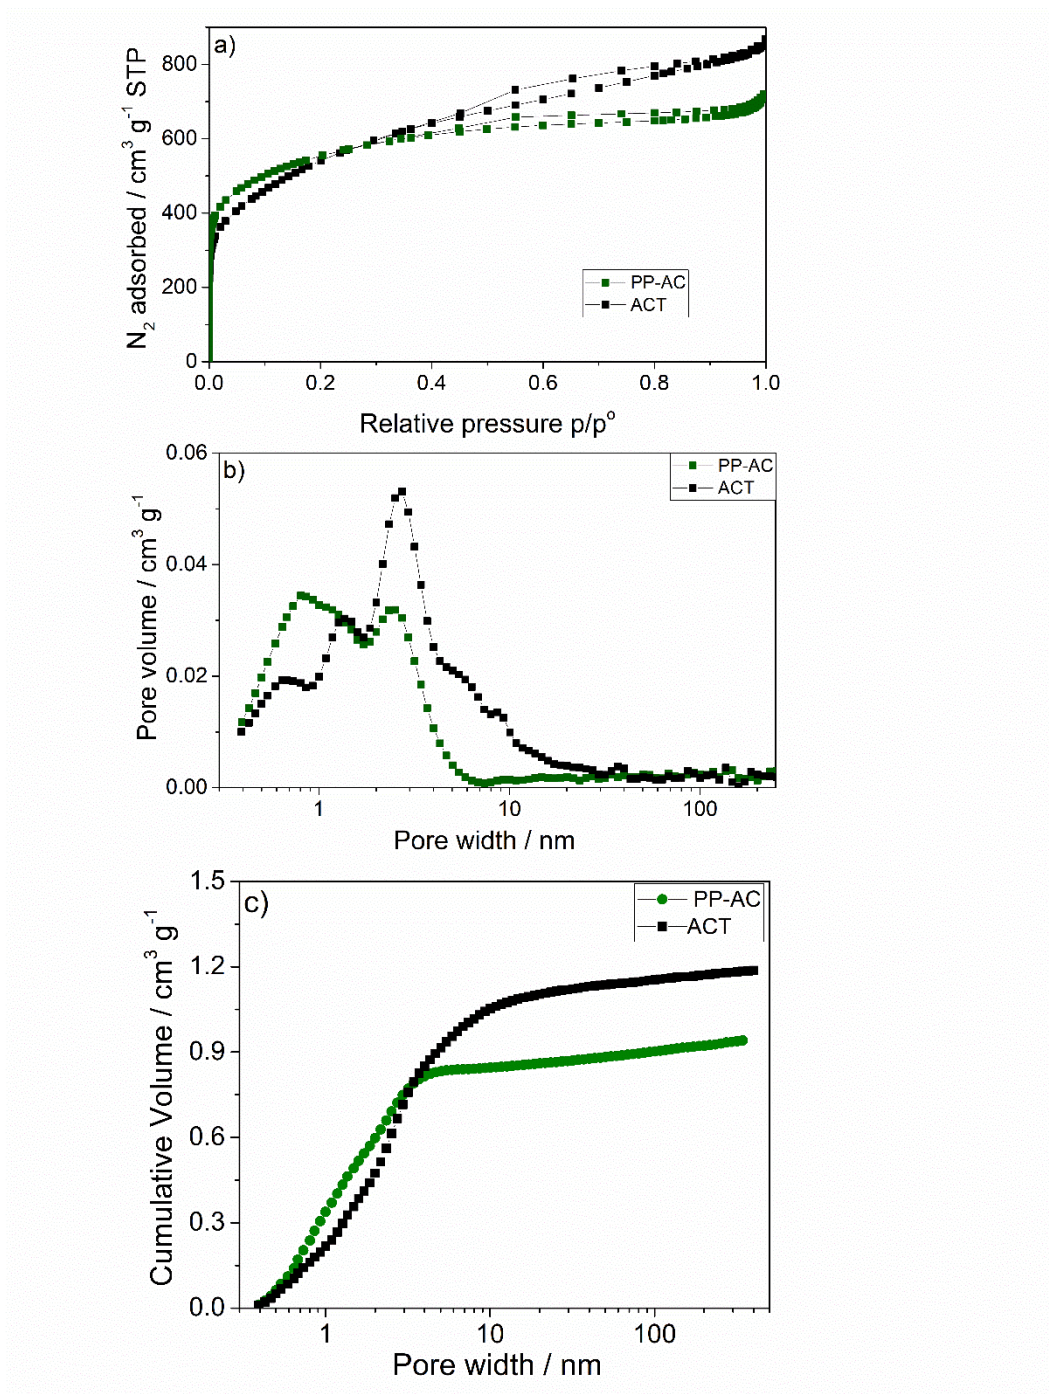 a)
N₂ adsorbed / cm³ g⁻¹ STP
800
600
400
200
0
PP-AC
ACT
0.0 0.2 0.4 0.6 0.8 1.0
Relative pressure p/pº
b)
Pore volume / cm³ g⁻¹
0.06
0.04
0.02
0.00
PP-AC
ACT
1 10 100
Pore width / nm
c)
Cumulative Volume / cm³ g⁻¹
1.5
1.2
0.9
0.6
0.3
0.0
PP-AC
ACT
1 10 100
Pore width / nm